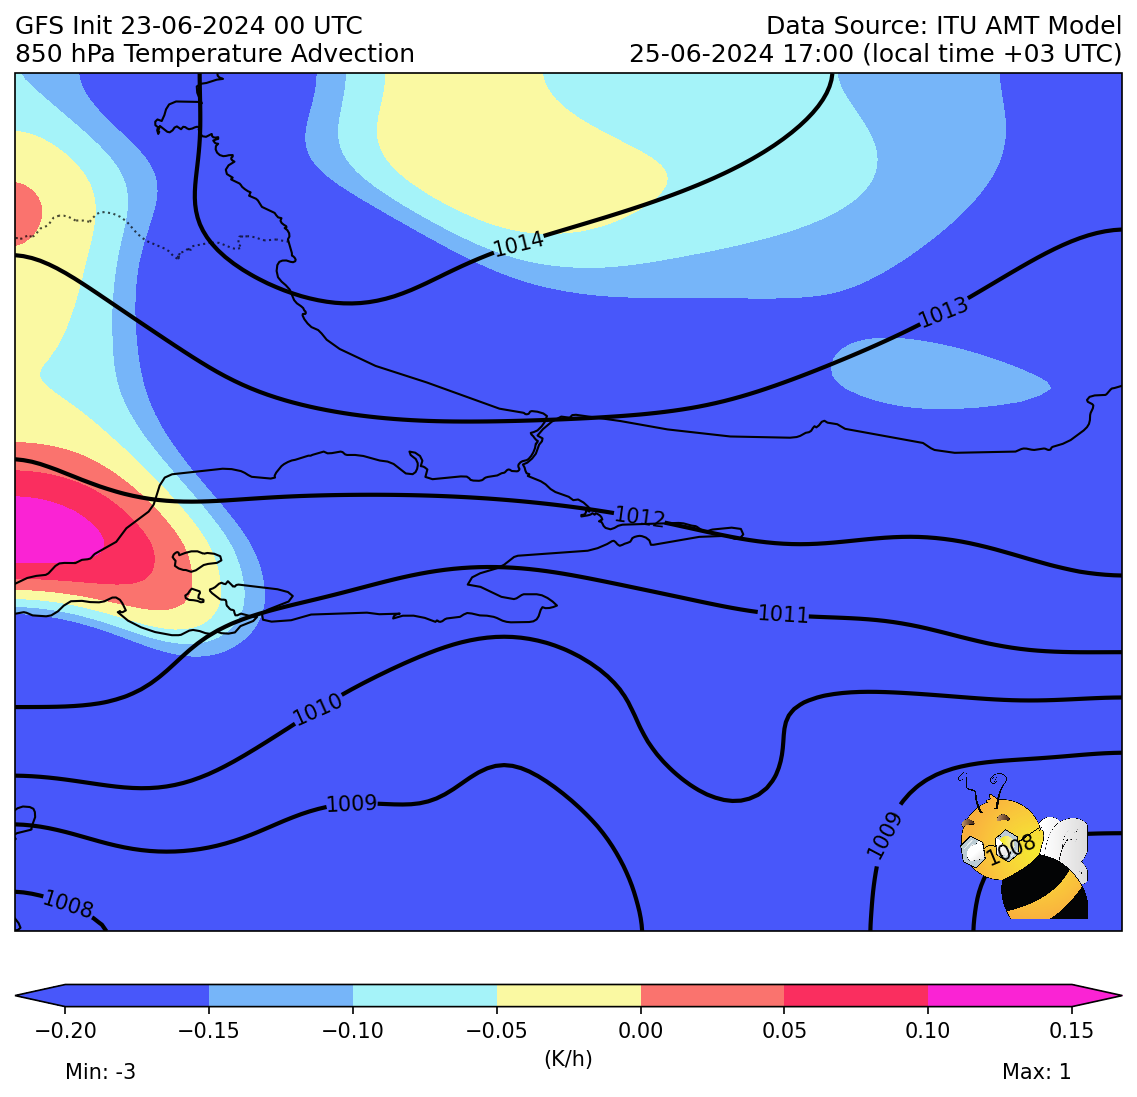 GFS Init 23-06-2024 00 UTC
Data Source: ITU AMT Model
850 hPa Temperature Advection
25-06-2024 17:00 (local time +03 UTC)
1014
1013
1012
1011
1010
1009
1009
1008
1008
−0.20
−0.15
−0.10
−0.05
0.00
0.05
0.10
0.15
(K/h)
Min: -3
Max: 1